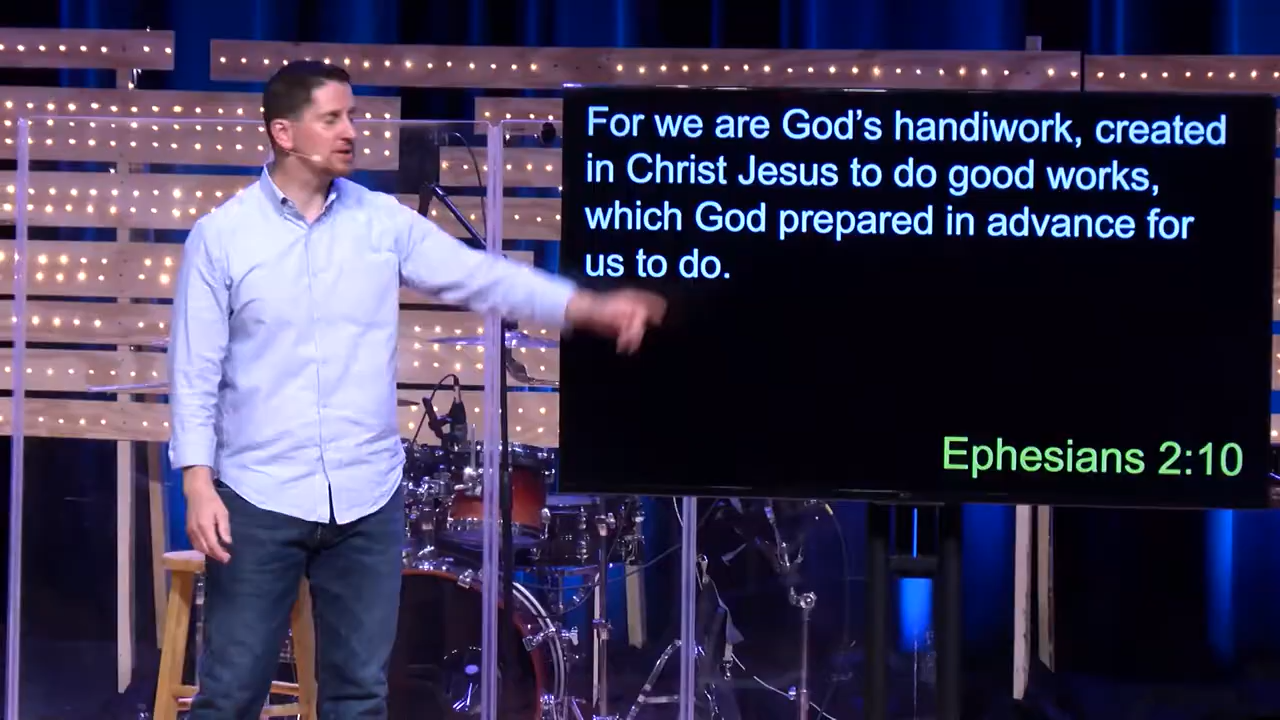 For we are God’s handiwork, created
in Christ Jesus to do good works,
which God prepared in advance for
us to do.
Ephesians 2:10